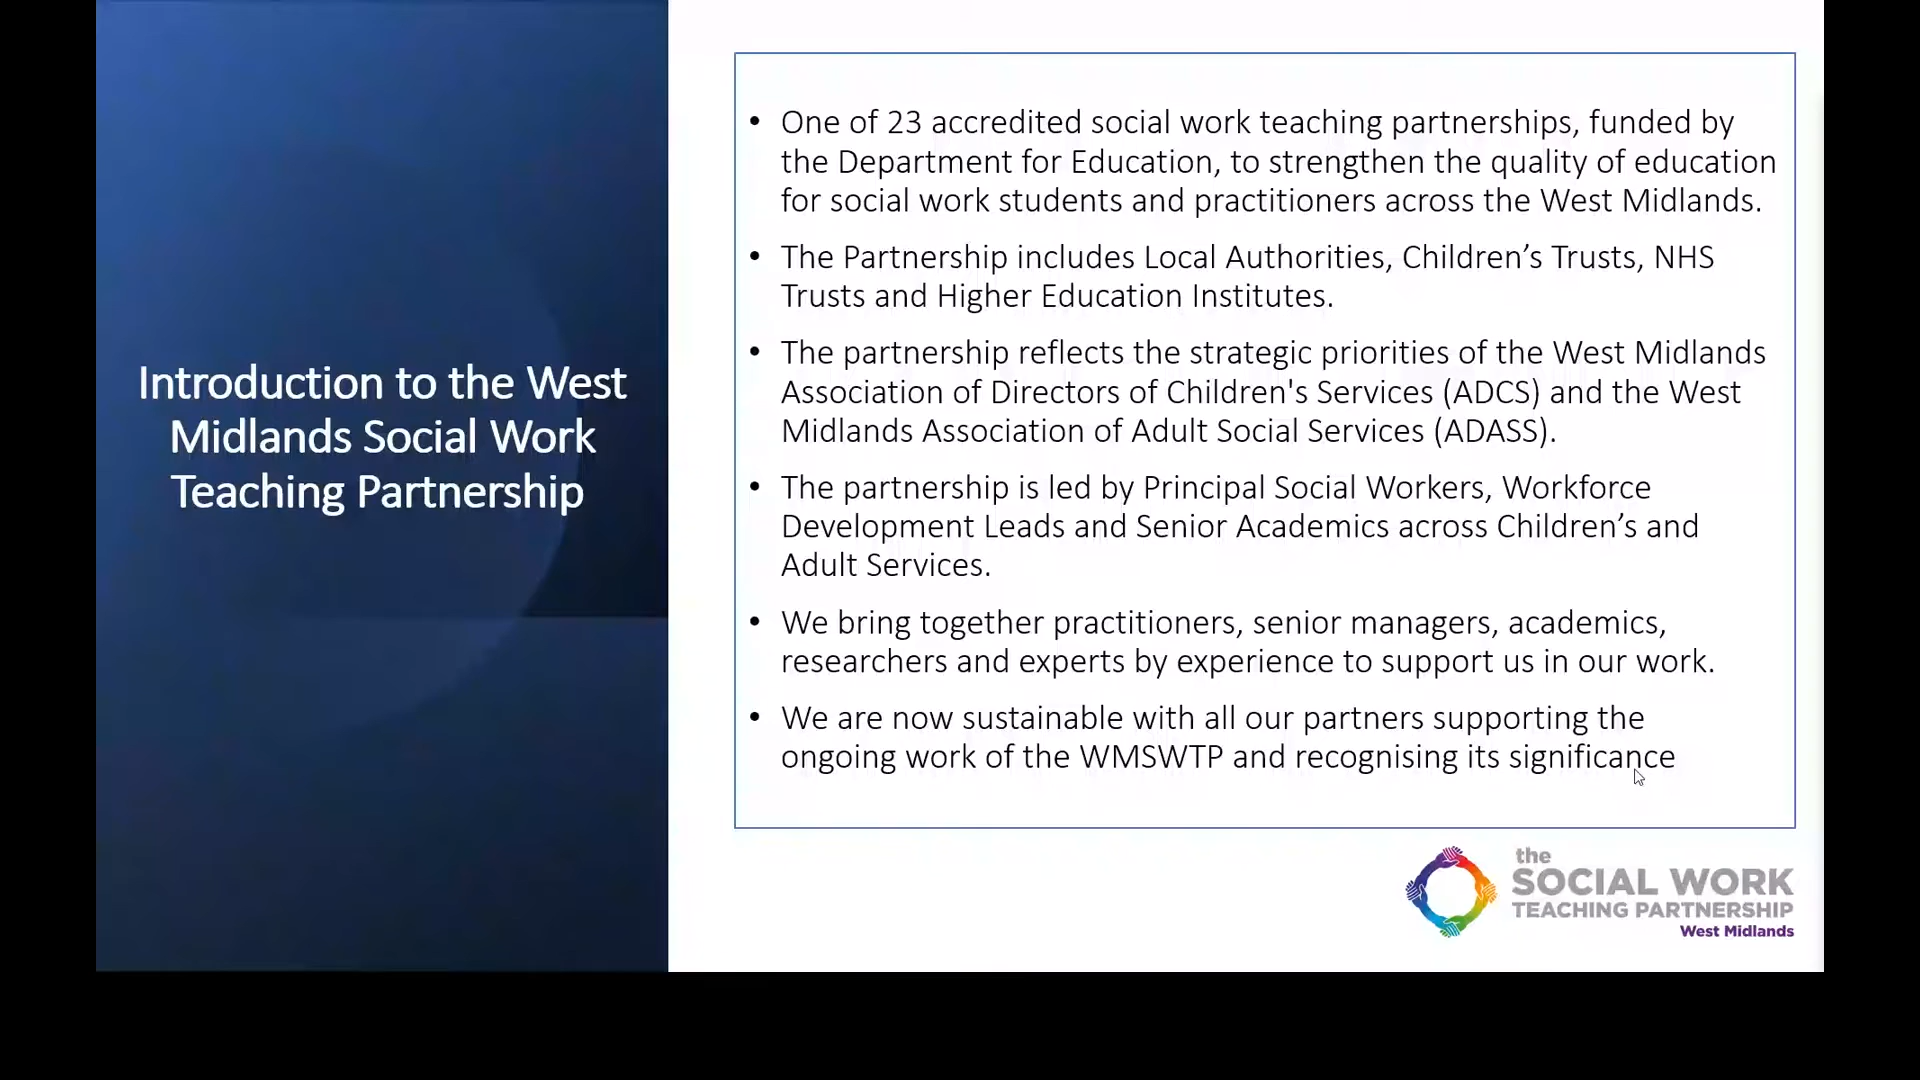 Introduction to the West
Midlands Social Work
Teaching Partnership
• One of 23 accredited social work teaching partnerships, funded by
the Department for Education, to strengthen the quality of education
for social work students and practitioners across the West Midlands.
• The Partnership includes Local Authorities, Children’s Trusts, NHS
Trusts and Higher Education Institutes.
• The partnership reflects the strategic priorities of the West Midlands
Association of Directors of Children's Services (ADCS) and the West
Midlands Association of Adult Social Services (ADASS).
• The partnership is led by Principal Social Workers, Workforce
Development Leads and Senior Academics across Children’s and
Adult Services.
• We bring together practitioners, senior managers, academics,
researchers and experts by experience to support us in our work.
• We are now sustainable with all our partners supporting the
ongoing work of the WMSWTP and recognising its significance
the
SOCIAL WORK
TEACHING PARTNERSHIP
West Midlands